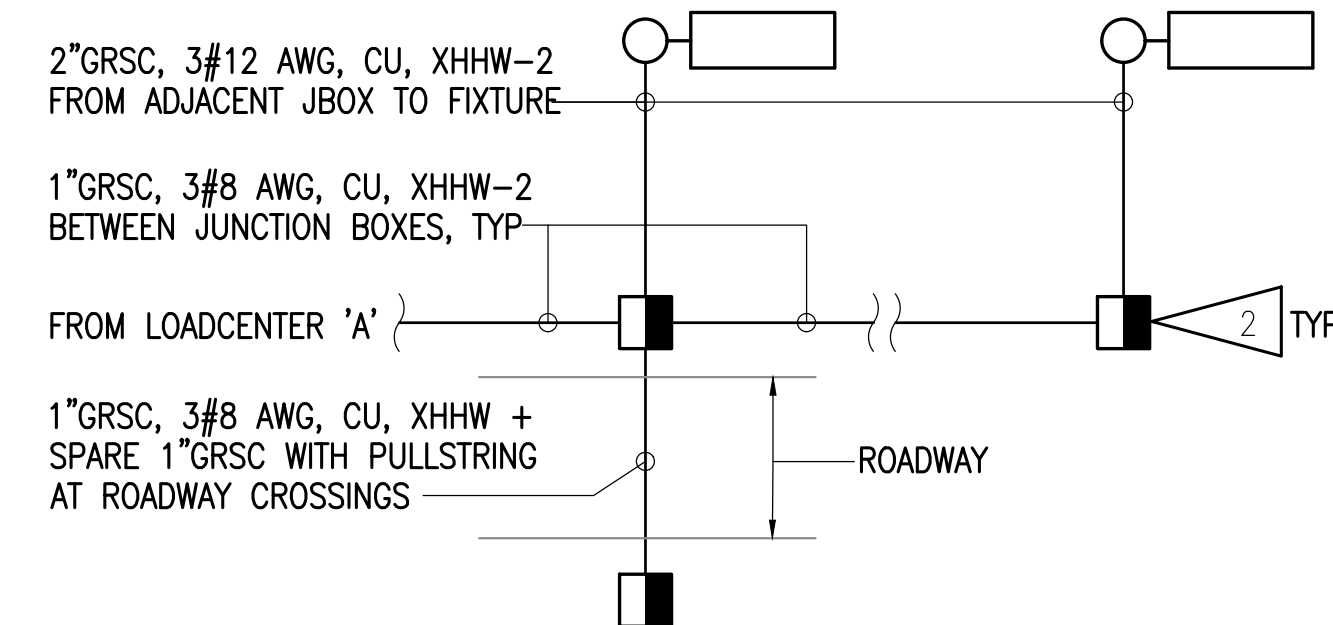 2"GRSC, 3#12 AWG, CU, XHHW-2
FROM ADJACENT JBOX TO FIXTURE
1"GRSC, 3#8 AWG, CU, XHHW-2
BETWEEN JUNCTION BOXES, TYP
FROM LOADCENTER 'A'
2
TYP
1"GRSC, 3#8 AWG, CU, XHHW +
SPARE 1"GRSC WITH PULLSTRING
AT ROADWAY CROSSINGS
ROADWAY